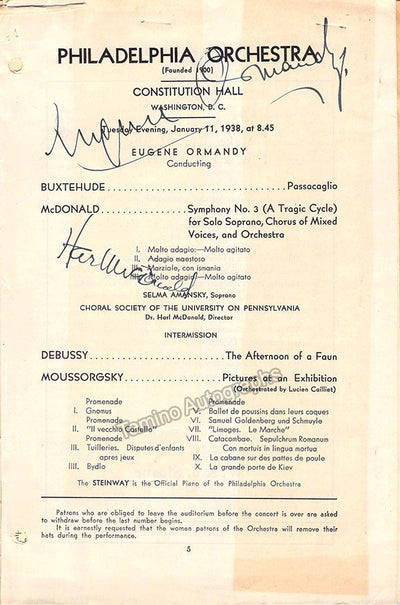 PHILADELPHIA ORCHESTRA
(Founded 1900)
Eugene Ormandy
CONSTITUTION HALL
WASHINGTON, D. C.
Tuesday Evening, January 11, 1938, at 8.45
EUGENE ORMANDY
Conducting
BUXTEHUDE ........................................ Passacaglio
McDONALD ........................ Symphony No. 3 (A Tragic Cycle)
for Solo Soprano, Chorus of Mixed
Voices, and Orchestra
I. Molto adagio:—Molto agitato
II. Adagio maestoso
III. Marziale, con ismania
IIII. Molto adagio:—Molto agitato
Harl McDonald
SELMA AMANSKY, Soprano
CHORAL SOCIETY OF THE UNIVERSITY ON PENNSYLVANIA
Dr. Harl McDonald, Director
INTERMISSION
DEBUSSY ........................ The Afternoon of a Faun
MOUSSORGSKY ........................ Pictures at an Exhibition
(Orchestrated by Lucien Cailliet)
Tamino Autographs
Promenade
I. Gnomus
Promenade
II. "Il vecchio Castello"
Promenade
III. Tuilleries. Disputes d'enfants
apres jeux
IIII. Bydlo
Promenade
V. Ballet de poussins dans leurs coques
VI. Samuel Goldenberg und Schmuyle
VII. "Limoges. Le Marche"
VIII. Catacombae. Sepulchrum Romanum
Con mortuis in lingua mortua
IX. La cabane sur des pattes de poule
X. La grande porte de Kiev
The STEINWAY is the Official Piano of the Philadelphia Orchestra
Patrons who are obliged to leave the auditorium before the concert is over are asked
to withdraw before the last number begins.
It is earnestly requested that the women patrons of the Orchestra will remove their
hats during the performance.
5